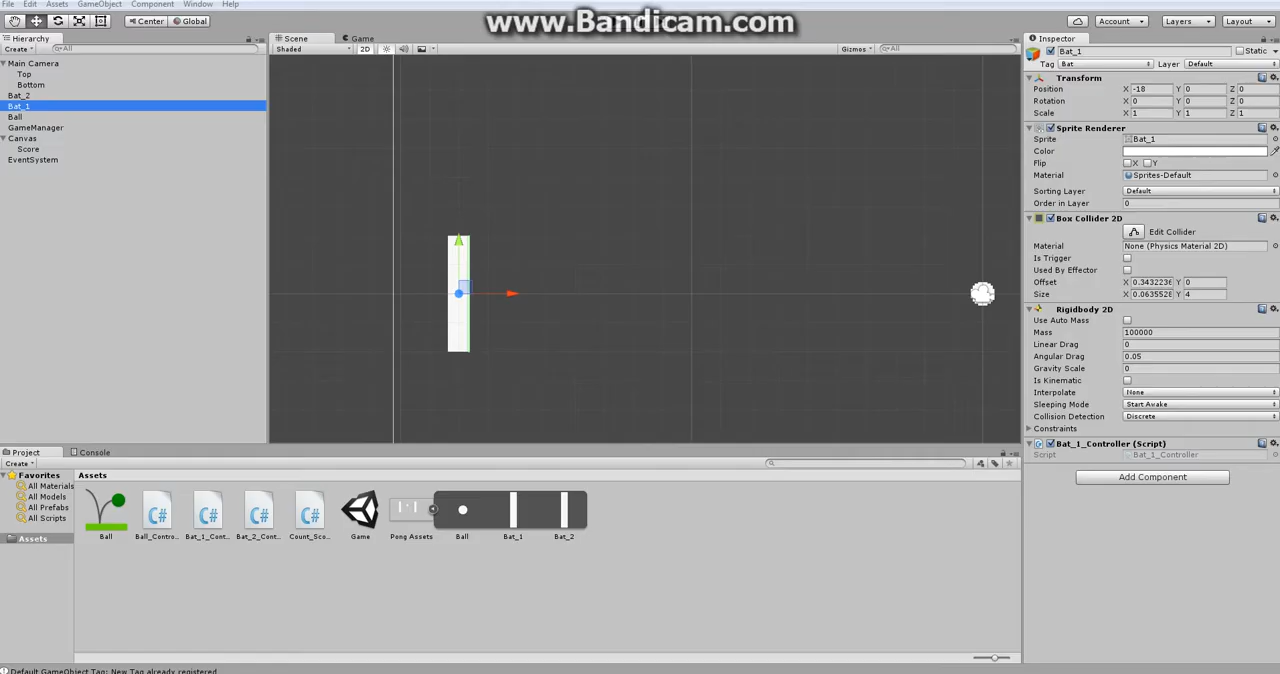 File Edit Assets GameObject Component Window Help
www.Bandicam.com
Center Global Account Layers Layout
Hierarchy
Create All
Main Camera
Top
Bottom
Bat_2
Bat_1
Ball
GameManager
Canvas
Score
EventSystem
Scene Game
Shaded 2D Gizmos All
Inspector
Bat_1 Static
Tag Bat Layer Default
Transform
Position X -18 Y 0 Z 0
Rotation X 0 Y 0 Z 0
Scale X 1 Y 1 Z 1
Sprite Renderer
Sprite Bat_1
Color
Flip X Y
Material Sprites-Default
Sorting Layer Default
Order in Layer 0
Box Collider 2D
Edit Collider
Material None (Physics Material 2D)
Is Trigger
Used By Effector
Offset X 0.3432236 Y 0
Size X 0.0635528 Y 4
Rigidbody 2D
Use Auto Mass
Mass 100000
Linear Drag 0
Angular Drag 0.05
Gravity Scale 0
Is Kinematic
Interpolate None
Sleeping Mode Start Awake
Collision Detection Discrete
Constraints
Bat_1_Controller (Script)
Script Bat_1_Controller
Add Component
Project Console
Create
Favorites
All Materials
All Models
All Prefabs
All Scripts
Assets
Assets
C# C# C# C#
Ball Ball_Contro... Bat_1_Cont... Bat_2_Cont... Count_Sco... Game Pong Assets Ball Bat_1 Bat_2
Default GameObject Tag: New Tag already registered